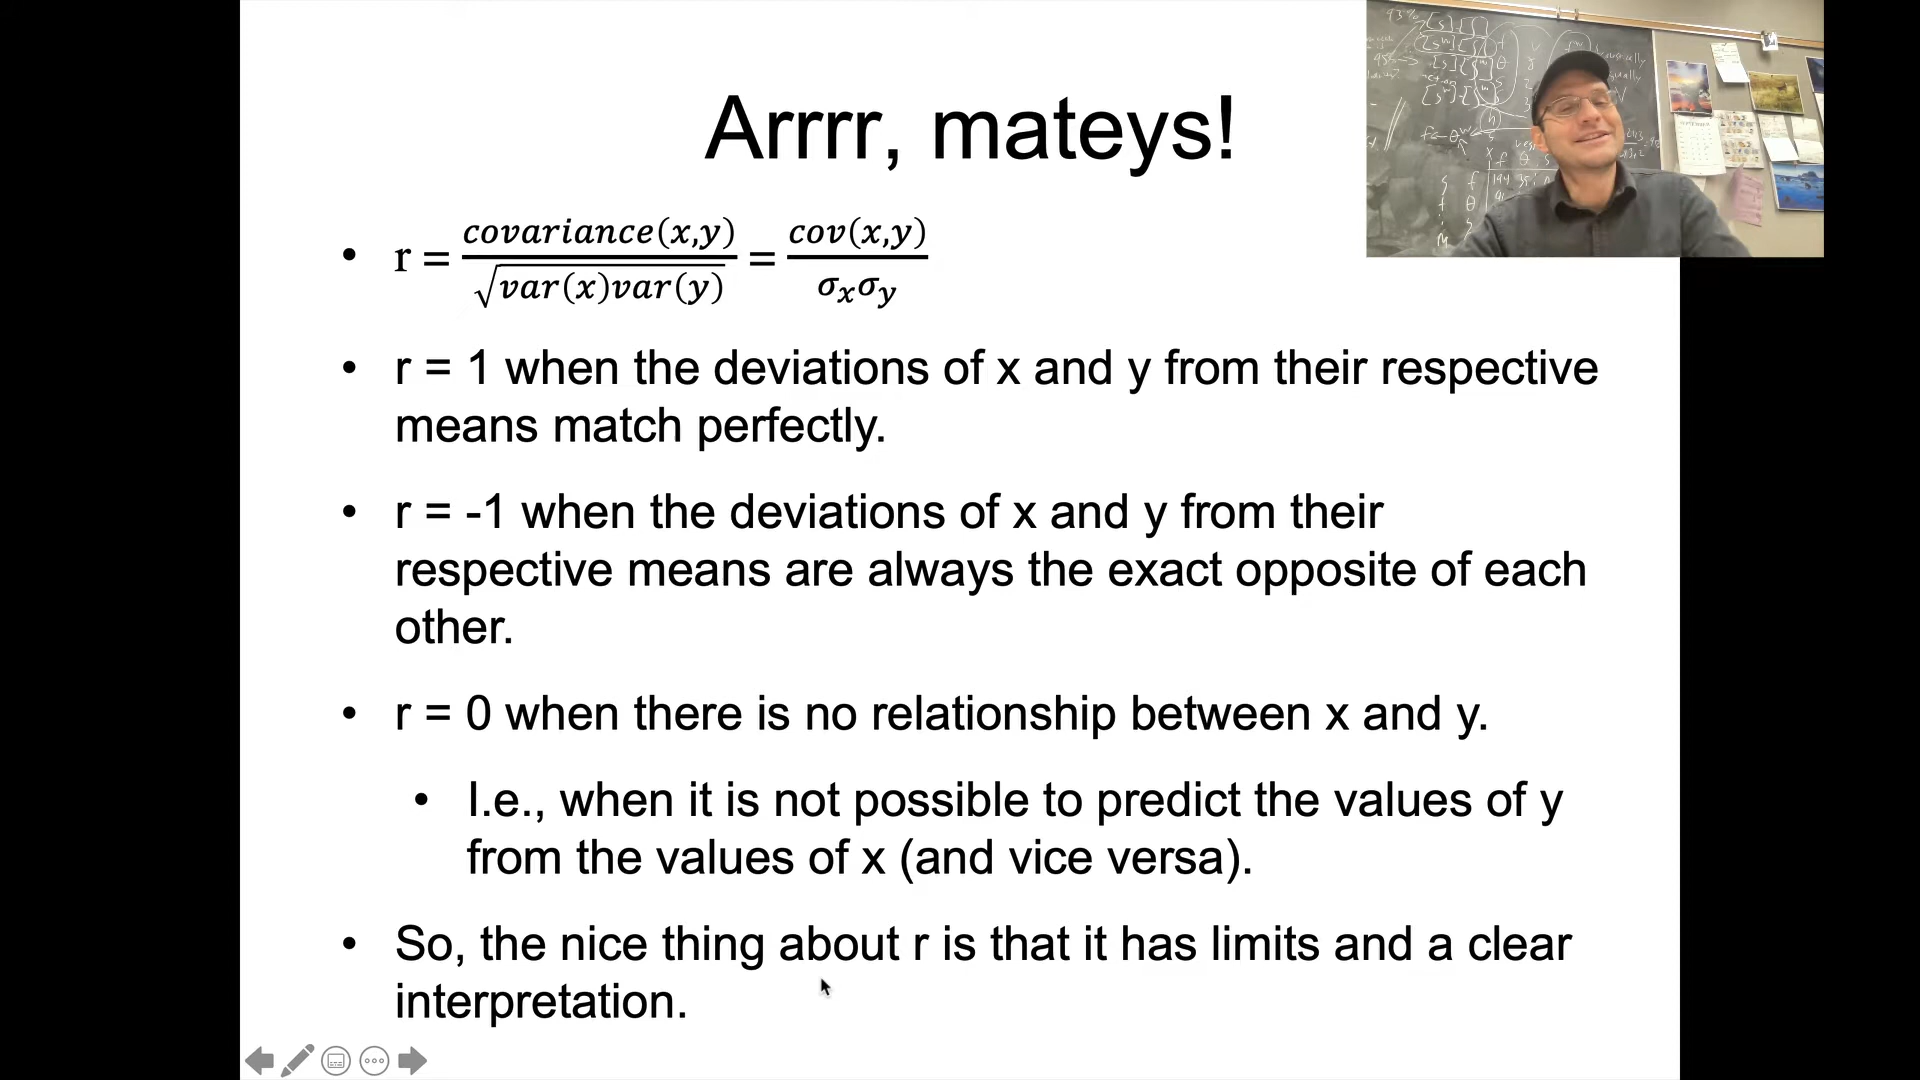 Arrrr, mateys!
• r = covariance(x,y) / √var(x)var(y) = cov(x,y) / σxσy
• r = 1 when the deviations of x and y from their respective
means match perfectly.
• r = -1 when the deviations of x and y from their
respective means are always the exact opposite of each
other.
• r = 0 when there is no relationship between x and y.
• I.e., when it is not possible to predict the values of y
from the values of x (and vice versa).
• So, the nice thing about r is that it has limits and a clear
interpretation.